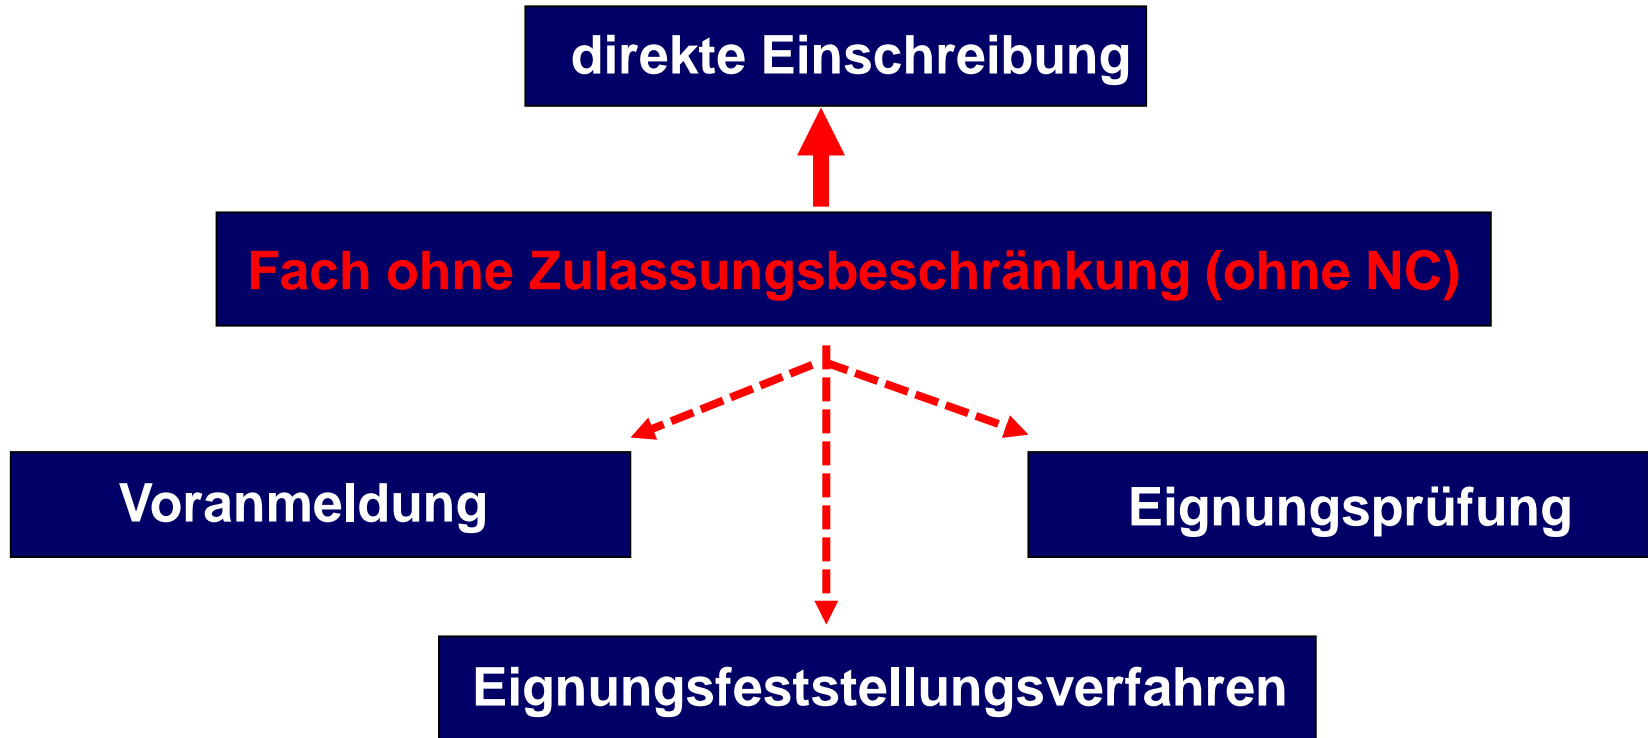 direkte Einschreibung
Fach ohne Zulassungsbeschränkung (ohne NC)
Voranmeldung
Eignungsprüfung
Eignungsfeststellungsverfahren